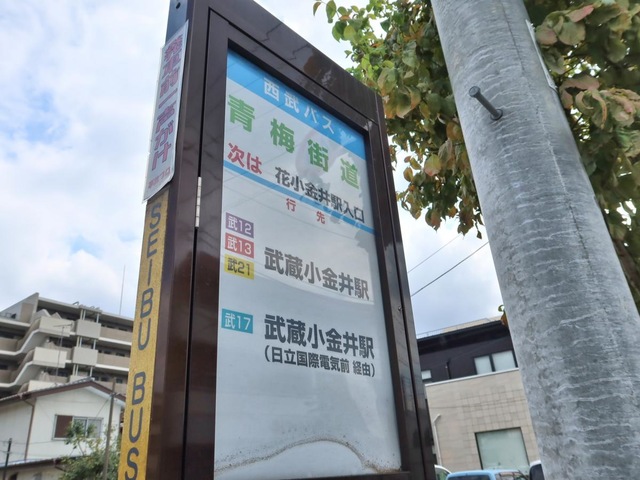 西武バス
青梅街道
次は 花小金井駅入口
行先
武12
武13
武21
武蔵小金井駅
武17
武蔵小金井駅
(日立国際電気前 経由)
SEIBU BUS